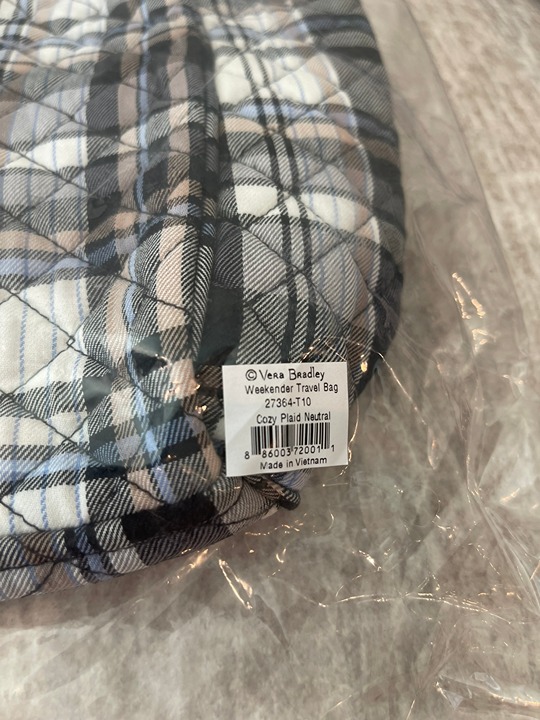 © Vera Bradley
Weekender Travel Bag
27364-T10
Cozy Plaid Neutral
8 86003 72001 1
Made in Vietnam